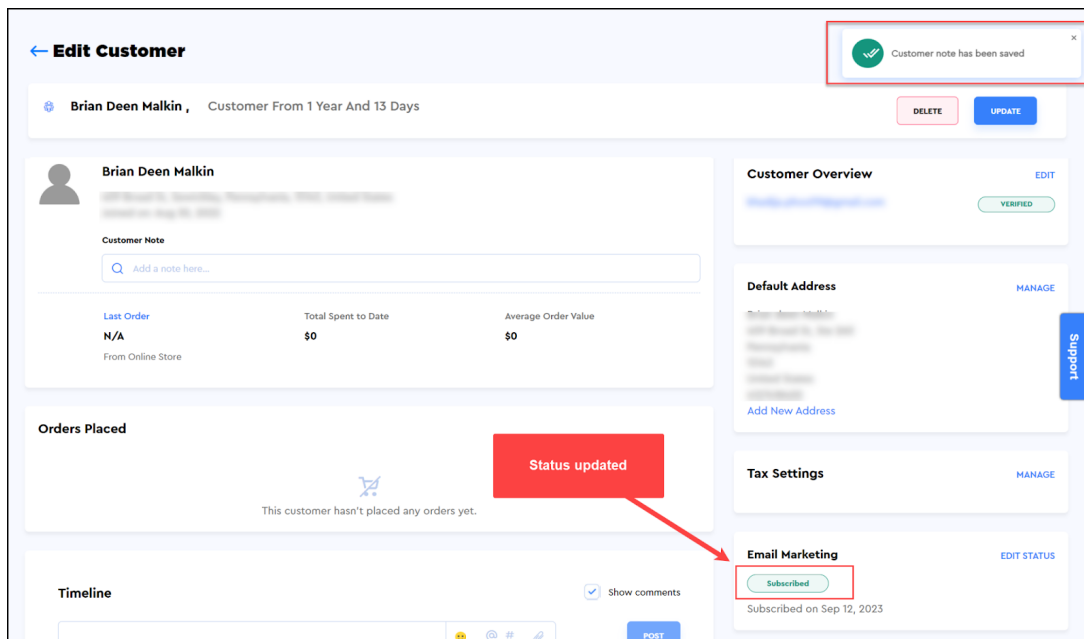 Edit Customer
Customer note has been saved
Brian Deen Malkin , Customer From 1 Year And 13 Days
DELETE
UPDATE
Brian Deen Malkin
Customer Note
Add a note here...
Last Order
Total Spent to Date
Average Order Value
N/A
$0
$0
From Online Store
Orders Placed
This customer hasn't placed any orders yet.
Timeline
Show comments
@ #
POST
Customer Overview
EDIT
VERIFIED
Default Address
MANAGE
Add New Address
Support
Tax Settings
MANAGE
Status updated
Email Marketing
EDIT STATUS
Subscribed
Subscribed on Sep 12, 2023